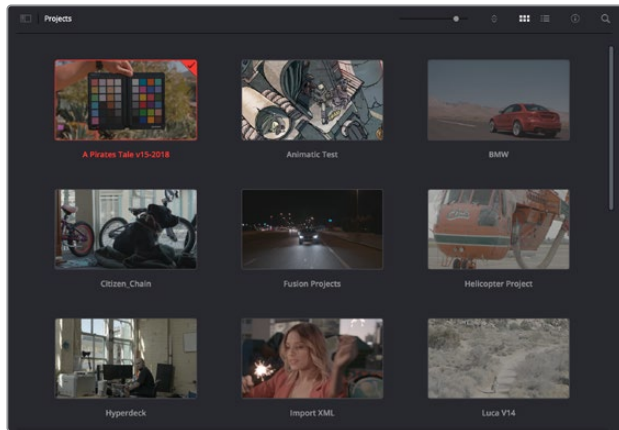 Projects
A Pirates Tale v15-2018
Animatic Test
BMW
Citizen_Chain
Fusion Projects
Helicopter Project
Hyperdeck
Import XML
Luca V14